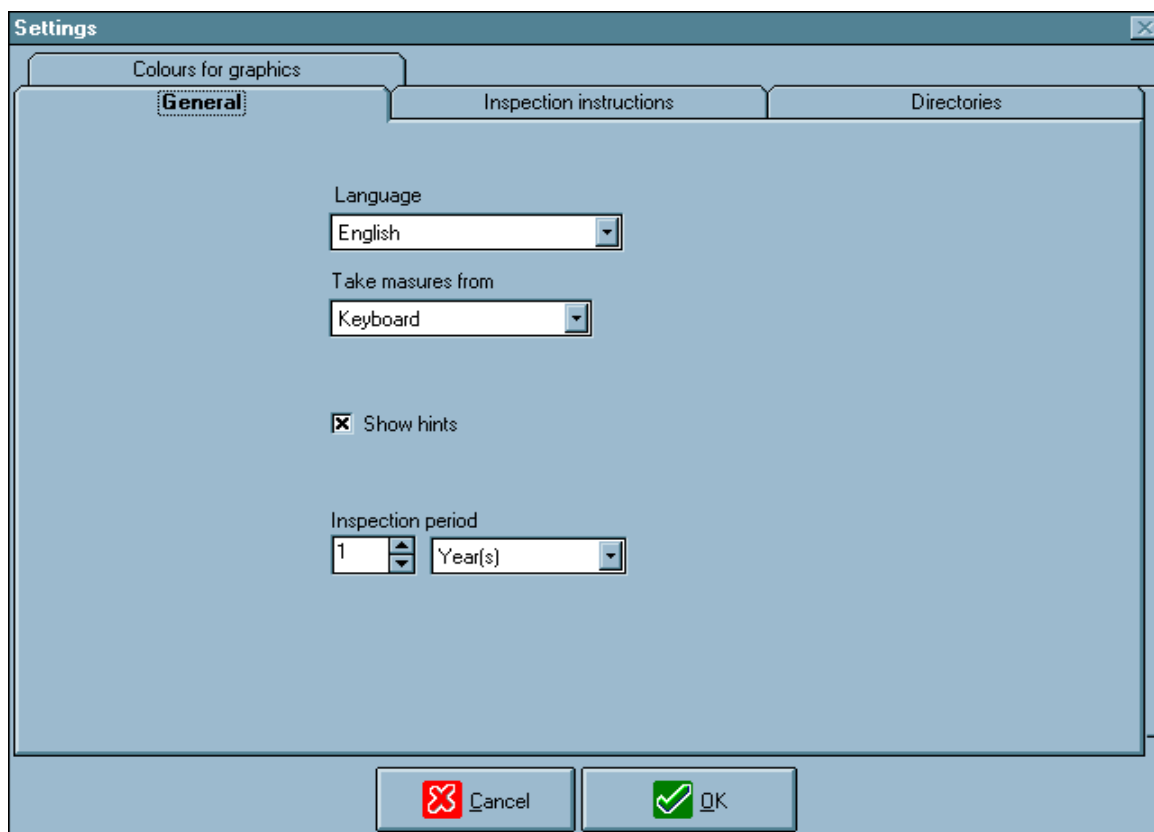 Settings
Colours for graphics
General Inspection instructions Directories
Language
English
Take masures from
Keyboard
Show hints
Inspection period
1 Year(s)
Cancel OK